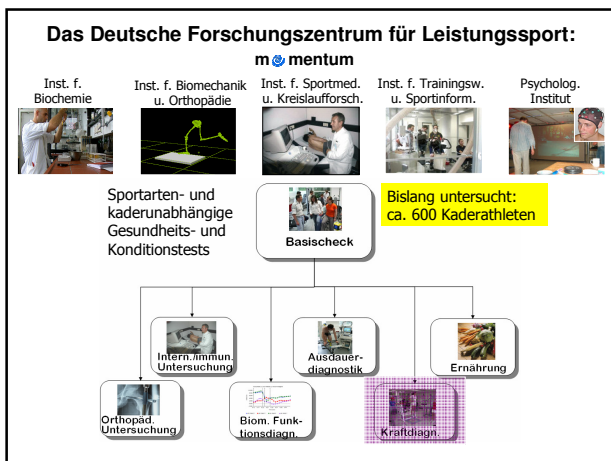 Das Deutsche Forschungszentrum für Leistungssport:
momentum
Inst. f.
Biochemie
Inst. f. Biomechanik
u. Orthopädie
Inst. f. Sportmed.
u. Kreislaufforsch.
Inst. f. Trainingsw.
u. Sportinform.
Psycholog.
Institut
Sportarten- und
kaderunabhängige
Gesundheits- und
Konditionstests
Basischeck
Bislang untersucht:
ca. 600 Kaderathleten
Intern./immun.
Untersuchung
Ausdauer-
diagnostik
Ernährung
Orthopäd.
Untersuchung
Biom. Funk-
tionsdiagn.
Kraftdiagn.